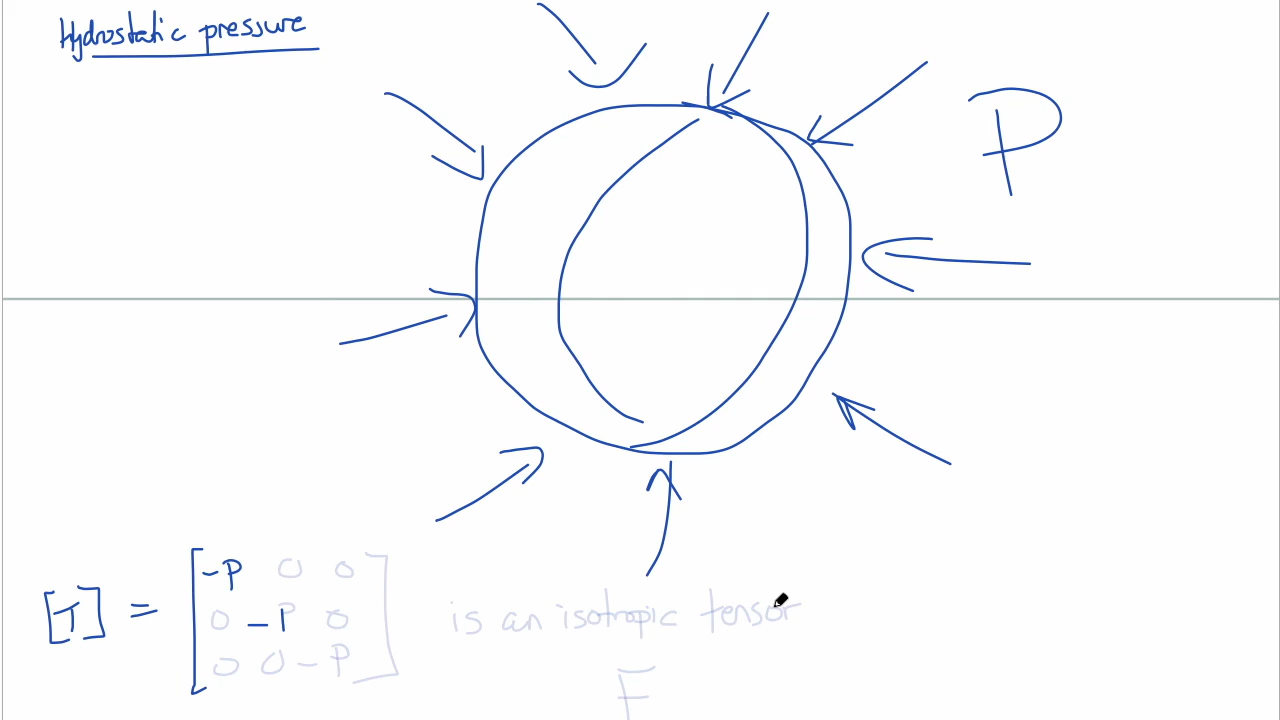 Hydrostatic pressure
P
[T] = [-P 0 0
0 -P 0
0 0 -P] is an isotropic tensor
F